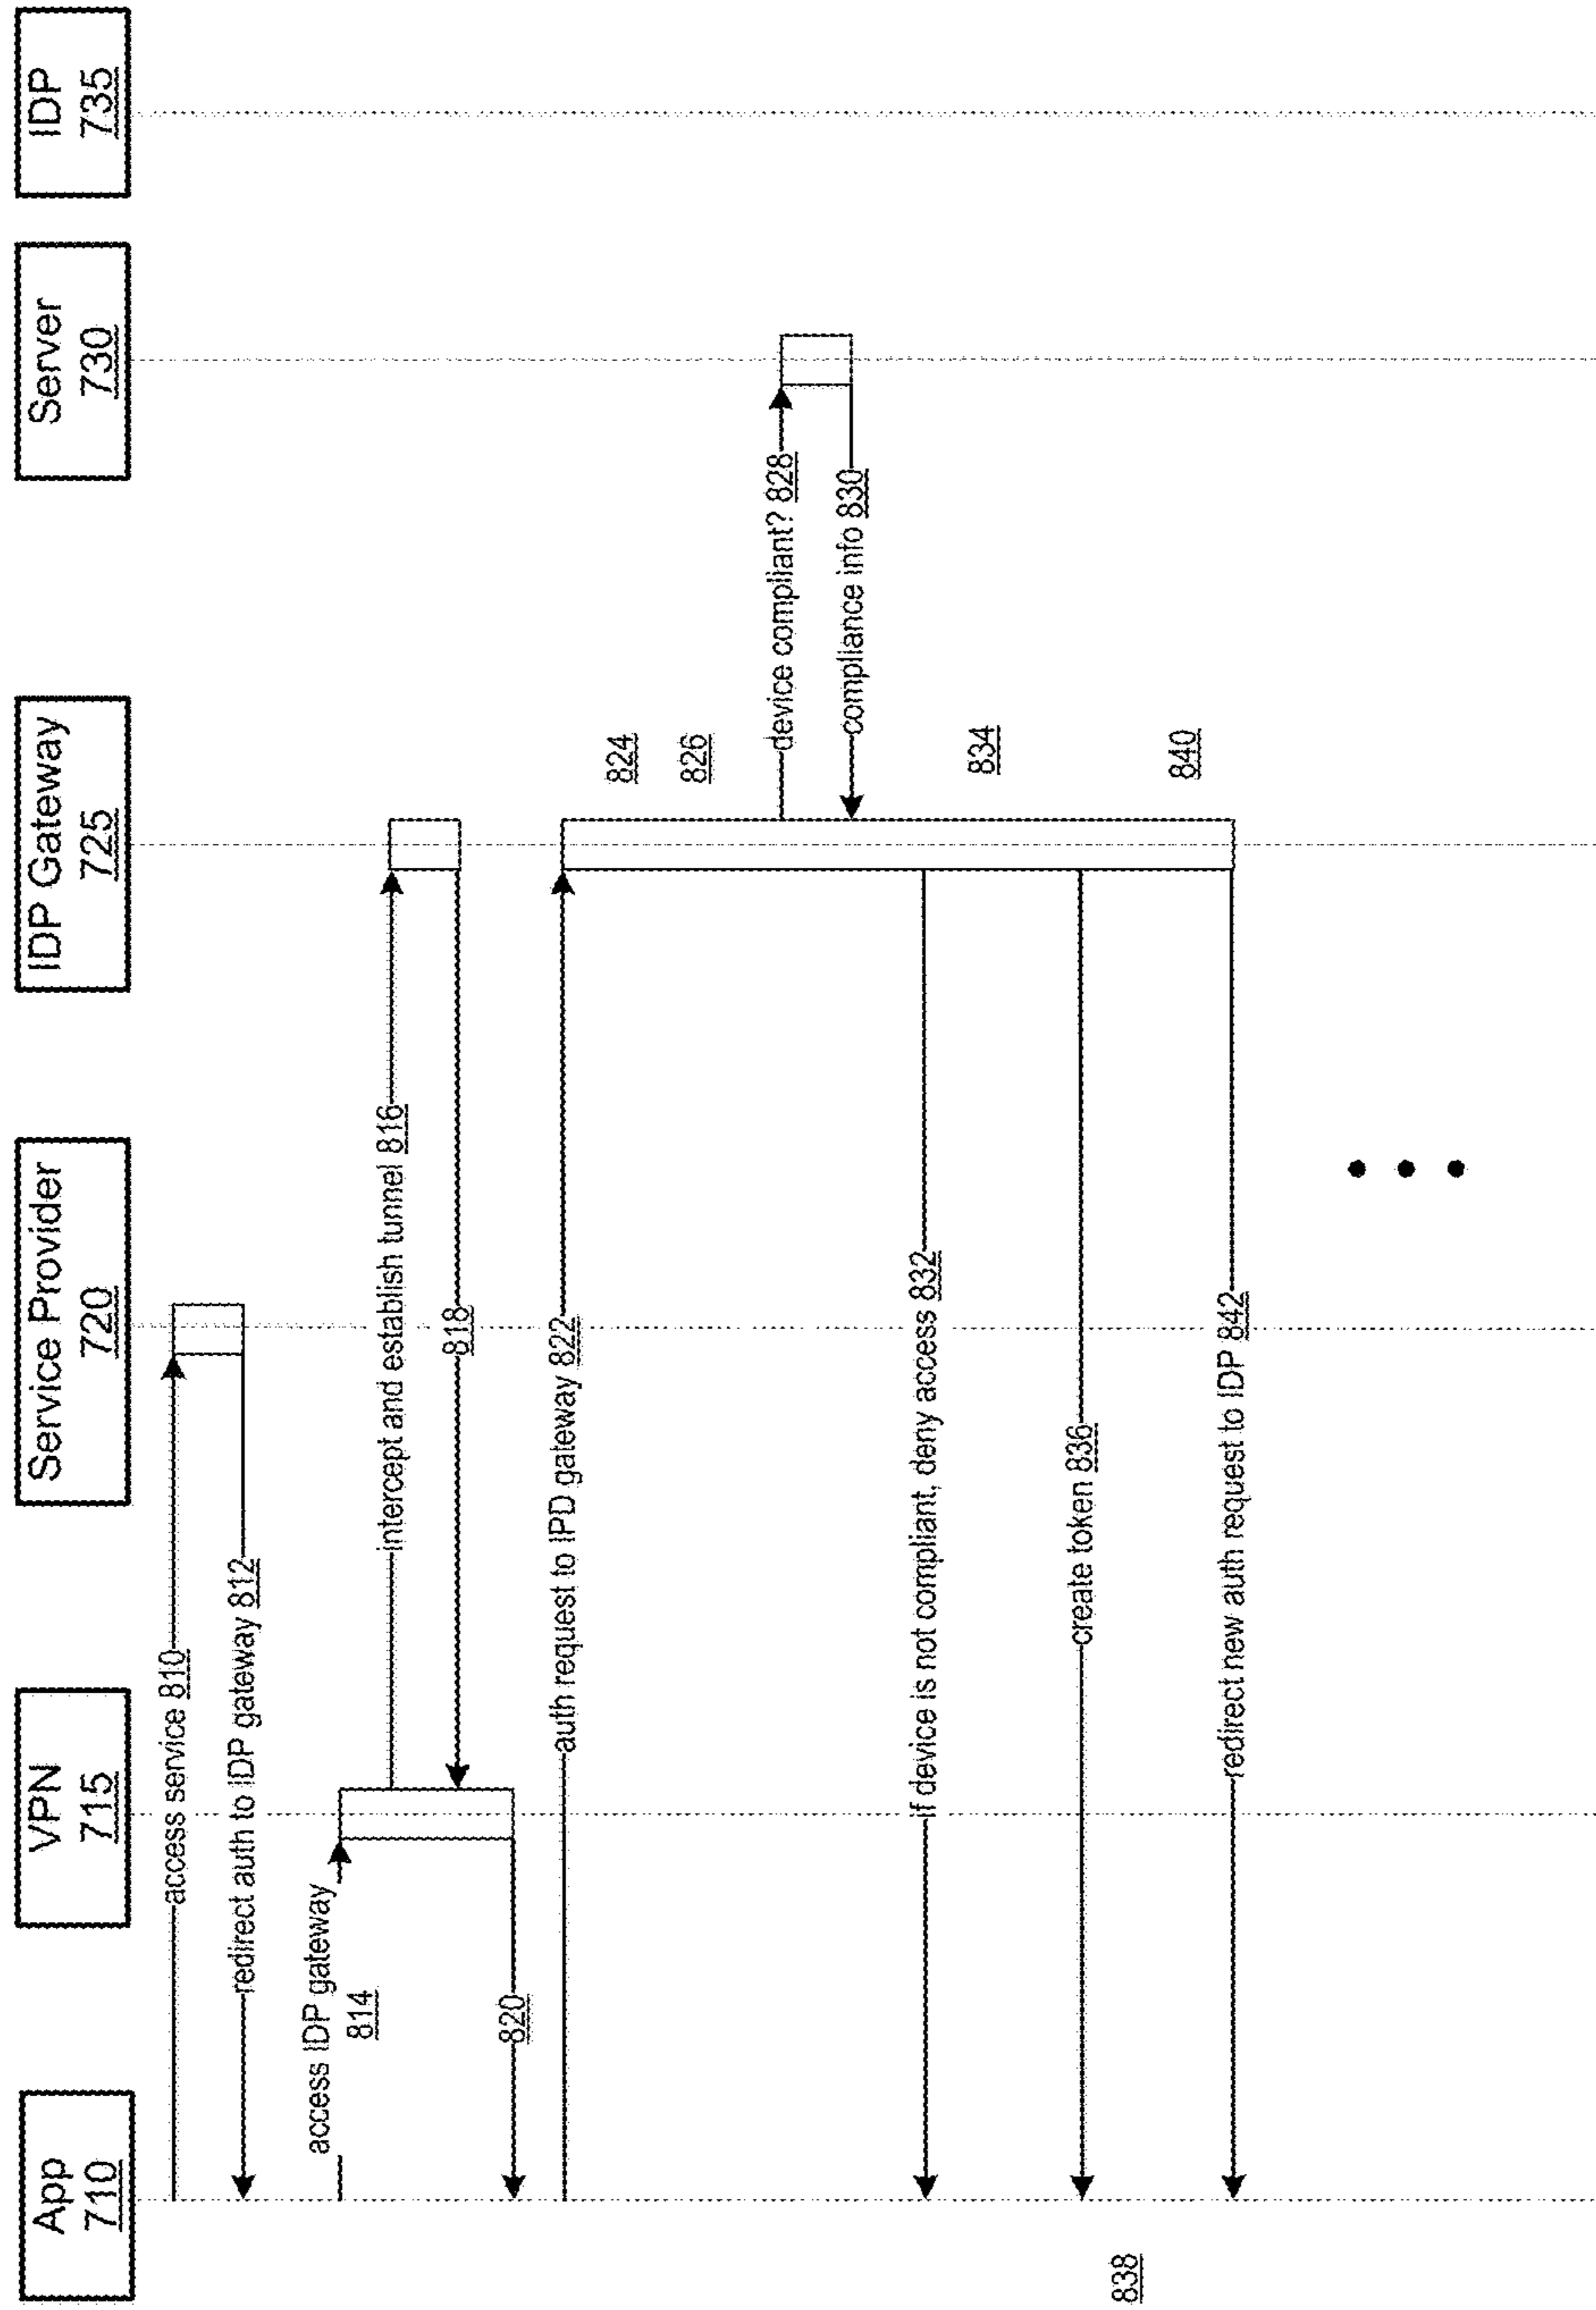 App
710
VPN
715
Service Provider
720
IDP Gateway
725
Server
730
IDP
735
access service 810
redirect auth to IDP gateway 812
access IDP gateway
814
intercept and establish tunnel 816
818
820
auth request to IPD gateway 822
824
826
device compliant? 828
compliance info 830
if device is not compliant, deny access 832
834
create token 836
838
840
redirect new auth request to IDP 842